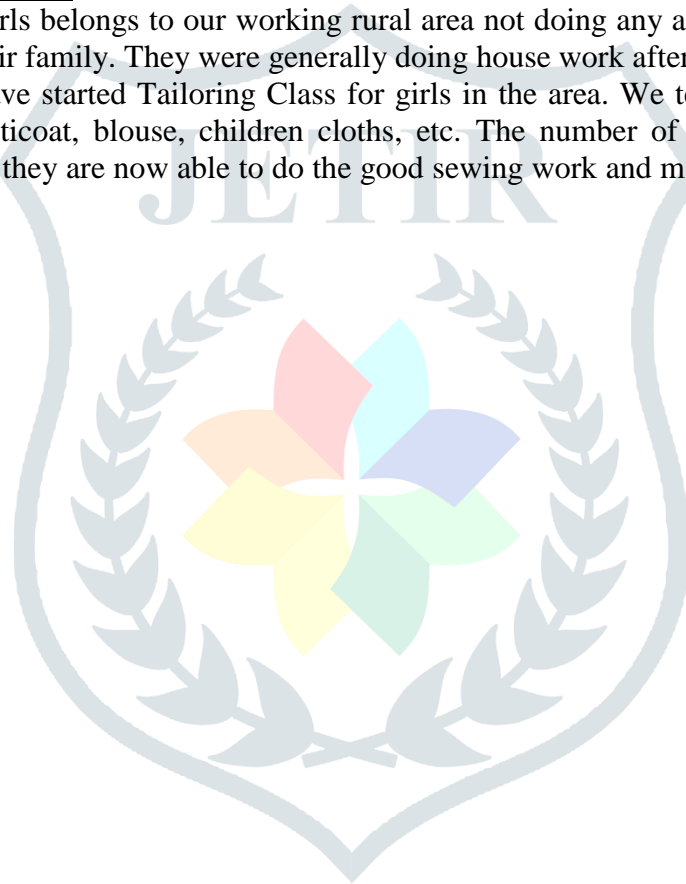 rls belongs to our working rural area not doing any a
ir family. They were generally doing house work after
ve started Tailoring Class for girls in the area. We t
ticoat, blouse, children cloths, etc. The number of
they are now able to do the good sewing work and m
JETIR